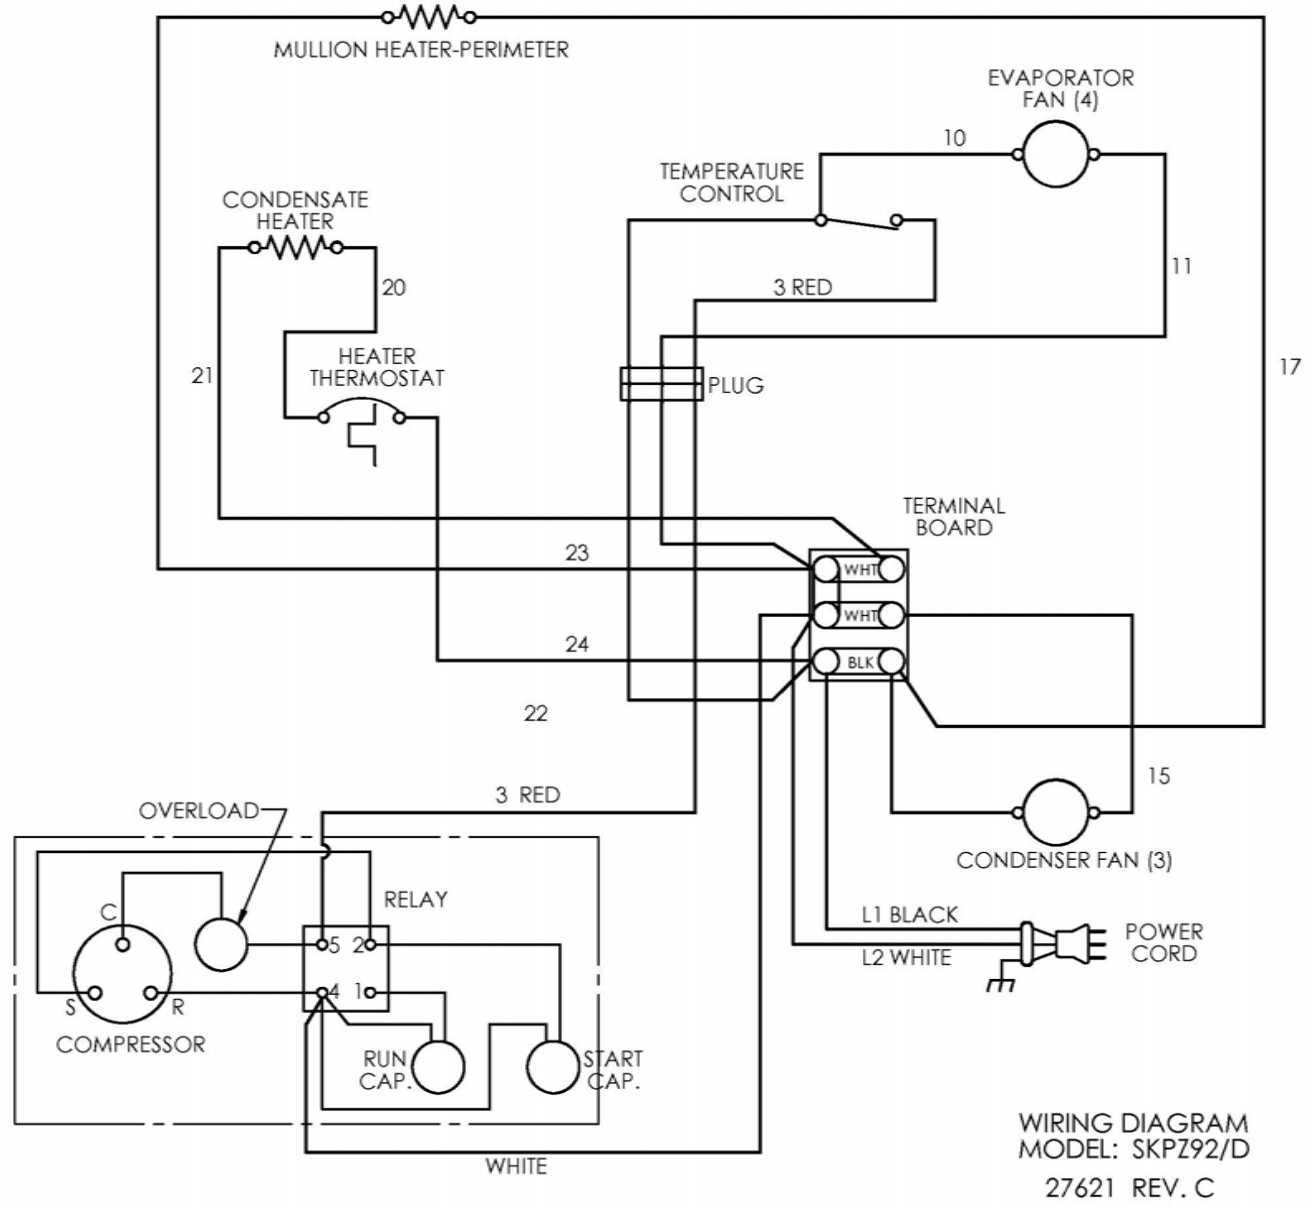 MULLION HEATER-PERIMETER
EVAPORATOR
FAN (4)
10
TEMPERATURE
CONTROL
CONDENSATE
HEATER
11
20
3 RED
HEATER
THERMOSTAT
21
17
PLUG
TERMINAL
BOARD
23
WHT
WHT
24
BLK
22
15
3 RED
OVERLOAD
CONDENSER FAN (3)
RELAY
C
L1 BLACK
POWER
CORD
5 2
L2 WHITE
4 1
S
R
COMPRESSOR
RUN
CAP.
START
CAP.
WHITE
WIRING DIAGRAM
MODEL: SKPZ92/D
27621 REV. C